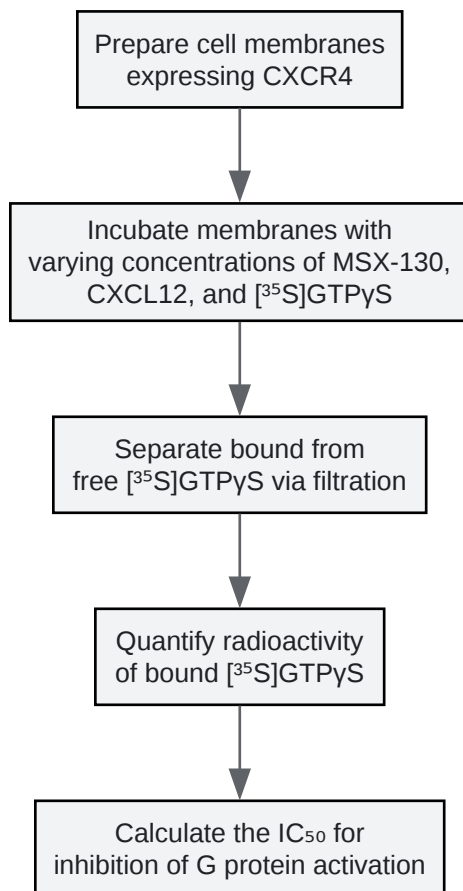 Prepare cell membranes
expressing CXCR4
Incubate membranes with
varying concentrations of MSX-130,
CXCL12, and [³⁵S]GTPγS
Separate bound from
free [³⁵S]GTPγS via filtration
Quantify radioactivity
of bound [³⁵S]GTPγS
Calculate the IC₅₀ for
inhibition of G protein activation